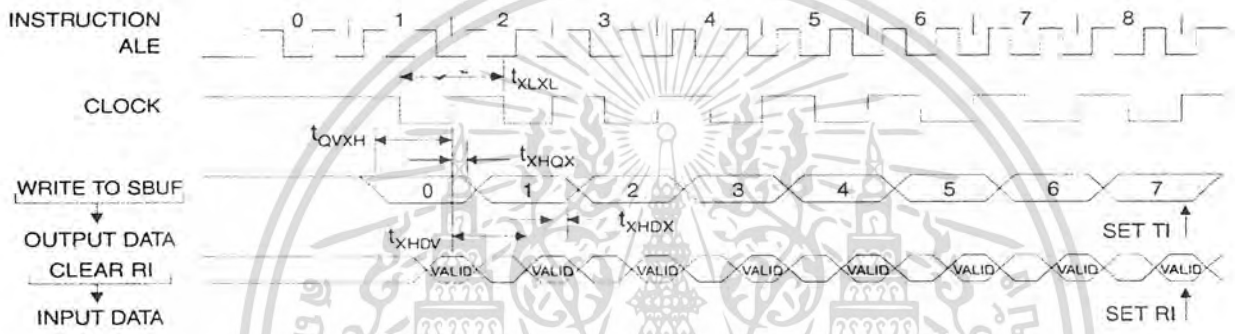 INSTRUCTION 0 1 2 3 4 5 6 7 8
ALE
tXLXL
CLOCK
tQVXH
tXHQX
WRITE TO SBUF 0 1 2 3 4 5 6 7
tXHDX
SET TI
OUTPUT DATA
tXHDV
CLEAR RI VALID VALID VALID VALID VALID VALID VALID VALID
SET RI
INPUT DATA